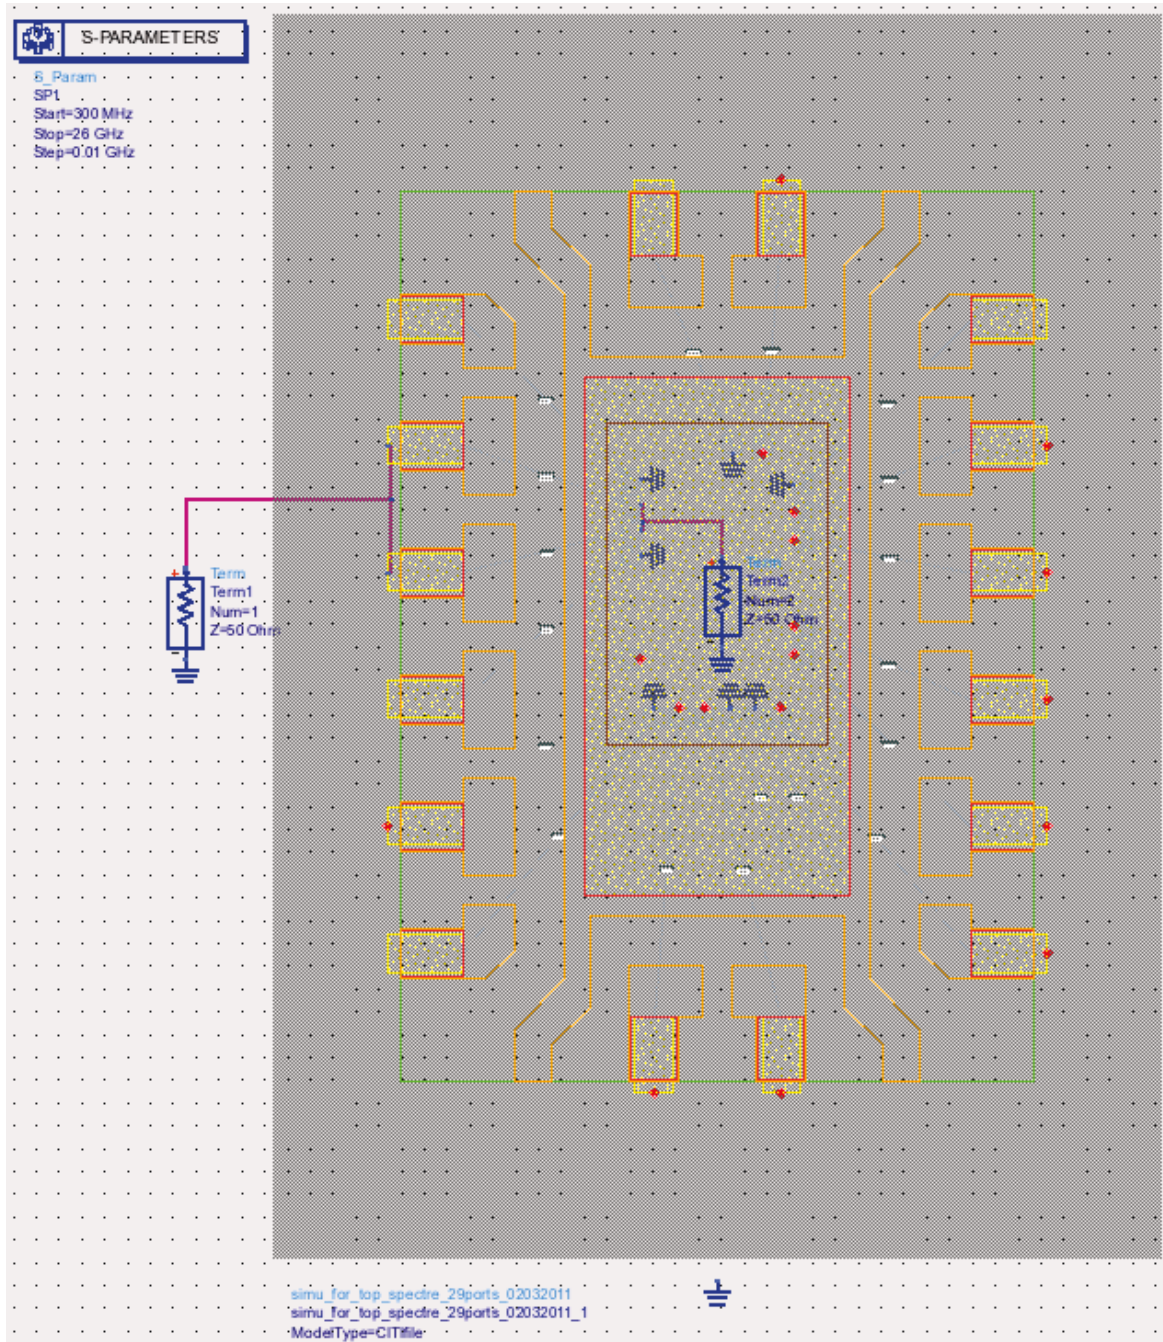 S-PARAMETERS
S_Param
SP1
Start=300 MHz
Stop=26 GHz
Step=0.01 GHz
Term
Term1
Num=1
Z=50 Ohm
Term
Term2
Num=2
Z=50 Ohm
simu_for_top_spectre_29ports_02032011
simu_for_top_spectre_29ports_02032011_1
ModelType=CITIfile